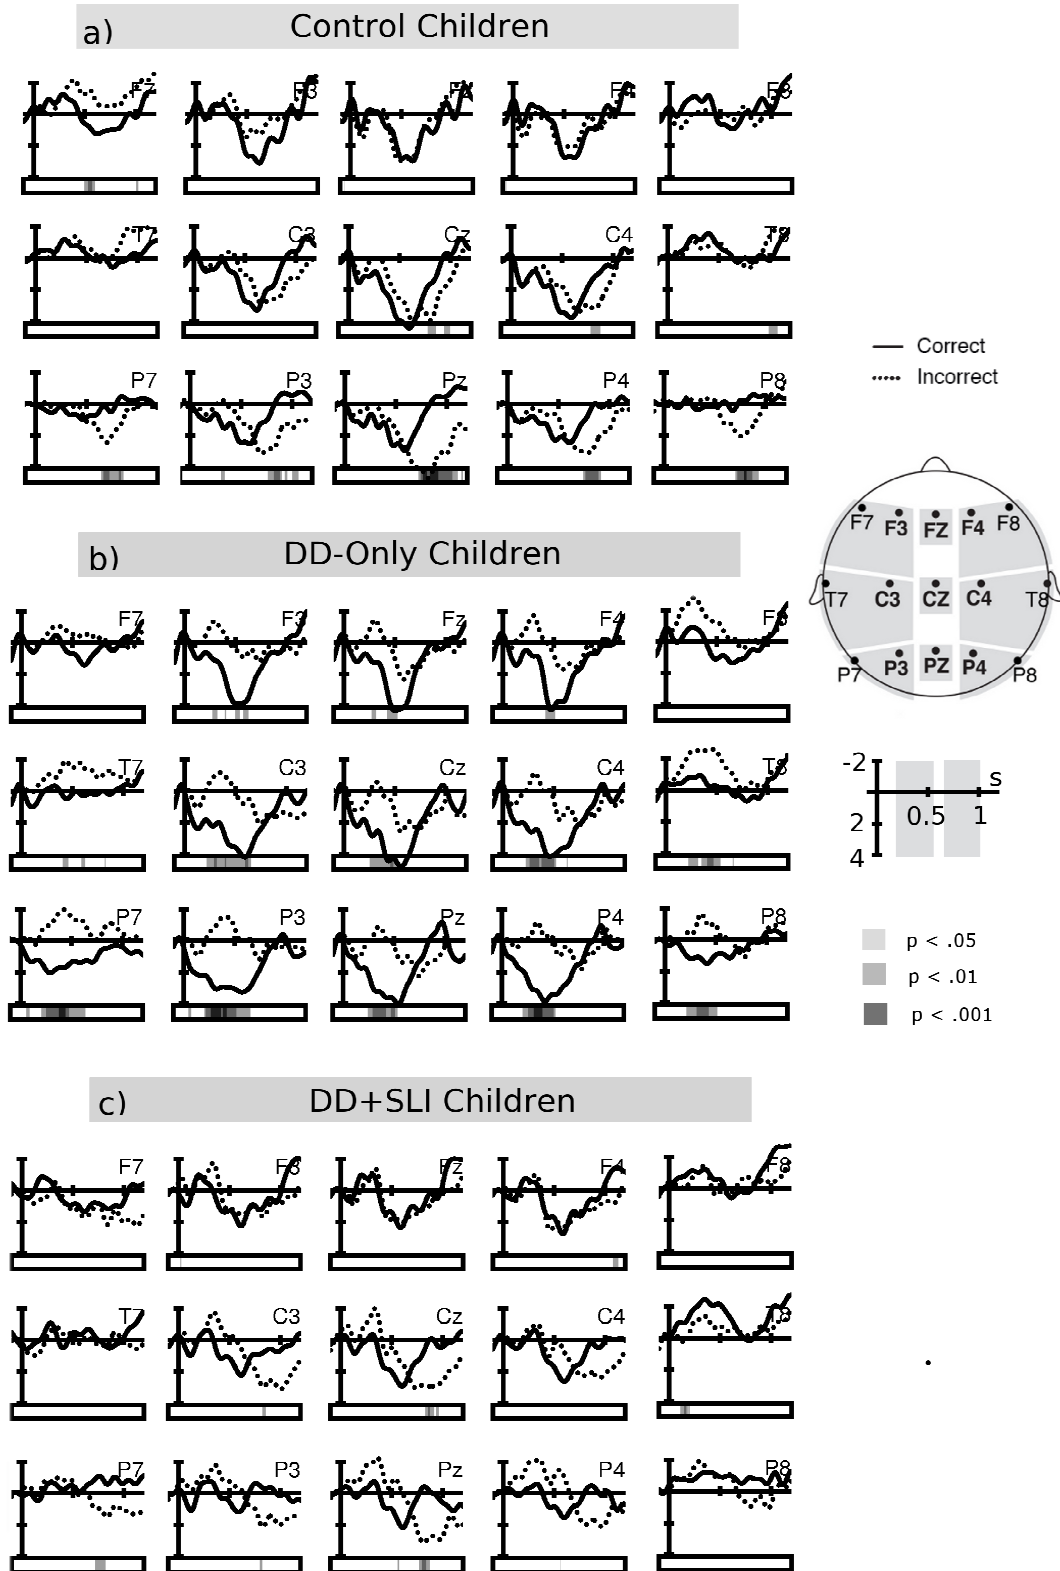 a) Control Children
F7 F3 Fz F4 F8
T7 C3 Cz C4 T8
P7 P3 Pz P4 P8
Correct
Incorrect
b) DD-Only Children
F7 F3 Fz F4 F8
T7 C3 Cz C4 T8
P7 P3 Pz P4 P8
F7 F3 FZ F4 F8
T7 C3 CZ C4 T8
P7 P3 PZ P4 P8
-2
s
0.5 1
2
4
p < .05
p < .01
p < .001
c) DD+SLI Children
F7 F3 Fz F4 F8
T7 C3 Cz C4 T8
P7 P3 Pz P4 P8